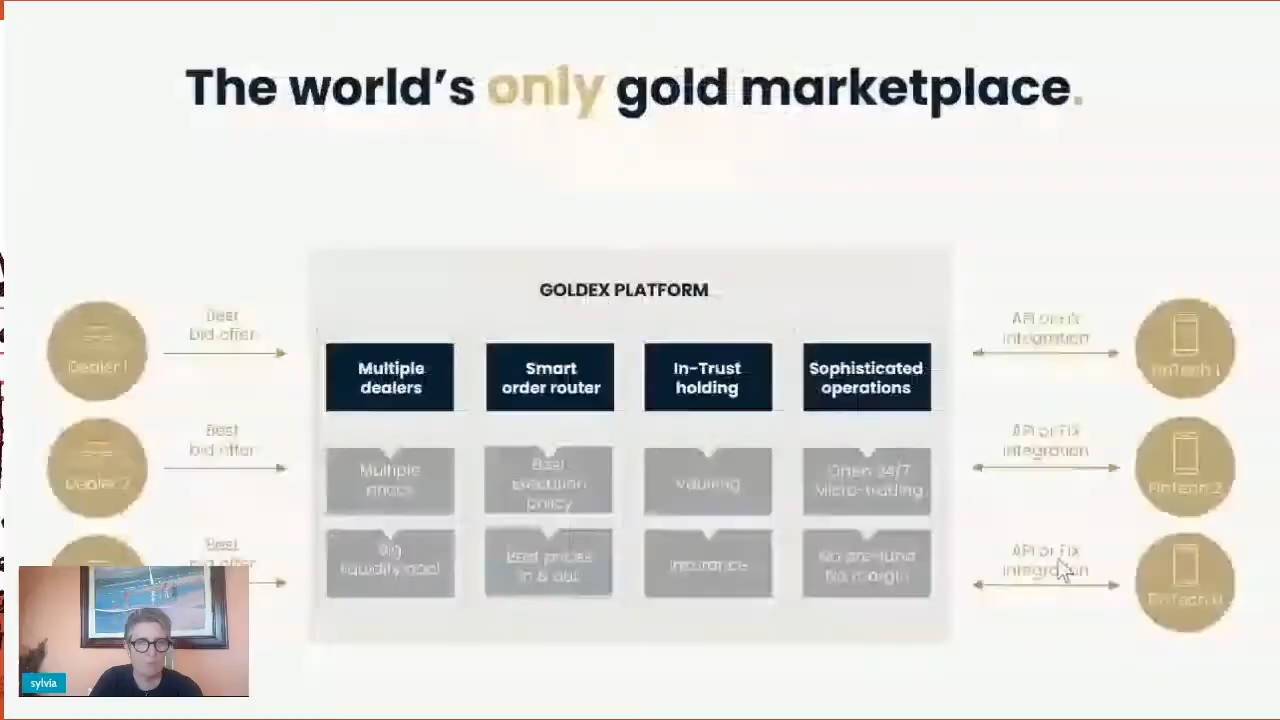 The world's only gold marketplace.
GOLDEX PLATFORM
Dealer 1
Best
bid offer
Multiple
dealers
Smart
order router
In-Trust
holding
Sophisticated
operations
API or FIX
integration
FinTech 1
Dealer 2
Best
bid offer
Multiple
prices
Best
execution
policy
Vaulting
Open 24/7
Micro-trading
API or FIX
integration
FinTech 2
Best
bid offer
Big
liquidity pool
Best prices
in & out
Insurance
No pre-fund
No margin
API or FIX
integration
FinTech
sylvia